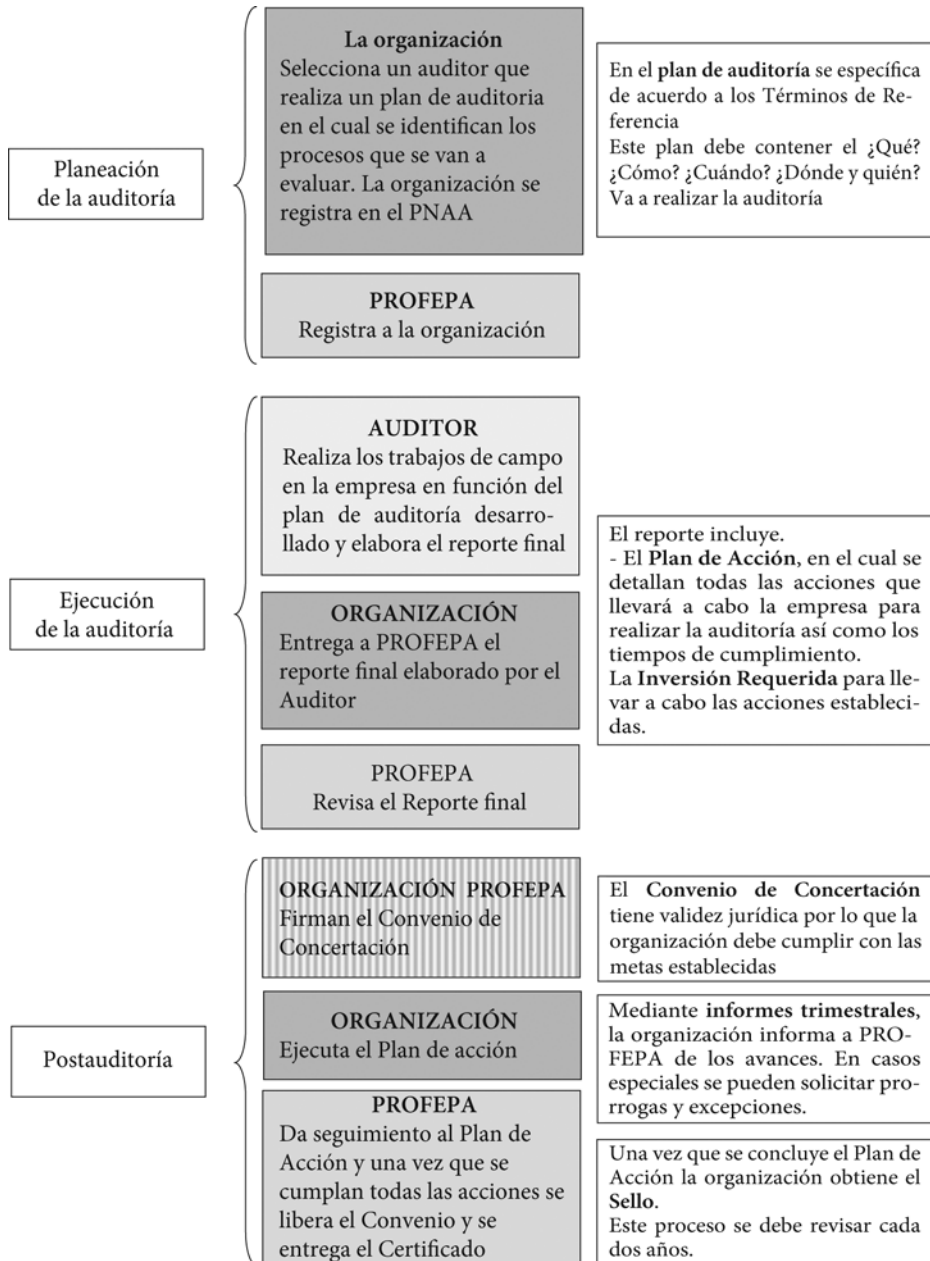 Planeación
de la auditoría
La organización
Selecciona un auditor que
realiza un plan de auditoria
en el cual se identifican los
procesos que se van a
evaluar. La organización se
registra en el PNAA
En el plan de auditoría se específica
de acuerdo a los Términos de Re-
ferencia
Este plan debe contener el ¿Qué?
¿Cómo? ¿Cuándo? ¿Dónde y quién?
Va a realizar la auditoría
PROFEPA
Registra a la organización
Ejecución
de la auditoría
AUDITOR
Realiza los trabajos de campo
en la empresa en función del
plan de auditoría desarro-
llado y elabora el reporte final
ORGANIZACIÓN
Entrega a PROFEPA el
reporte final elaborado por el
Auditor
PROFEPA
Revisa el Reporte final
El reporte incluye.
- El Plan de Acción, en el cual se
detallan todas las acciones que
llevará a cabo la empresa para
realizar la auditoría así como los
tiempos de cumplimiento.
La Inversión Requerida para lle-
var a cabo las acciones estableci-
das.
Postauditoría
ORGANIZACIÓN PROFEPA
Firman el Convenio de
Concertación
El Convenio de Concertación
tiene validez jurídica por lo que la
organización debe cumplir con las
metas establecidas
ORGANIZACIÓN
Ejecuta el Plan de acción
Mediante informes trimestrales,
la organización informa a PRO-
FEPA de los avances. En casos
especiales se pueden solicitar pro-
rrogas y excepciones.
PROFEPA
Da seguimiento al Plan de
Acción y una vez que se
cumplan todas las acciones se
libera el Convenio y se
entrega el Certificado
Una vez que se concluye el Plan de
Acción la organización obtiene el
Sello.
Este proceso se debe revisar cada
dos años.